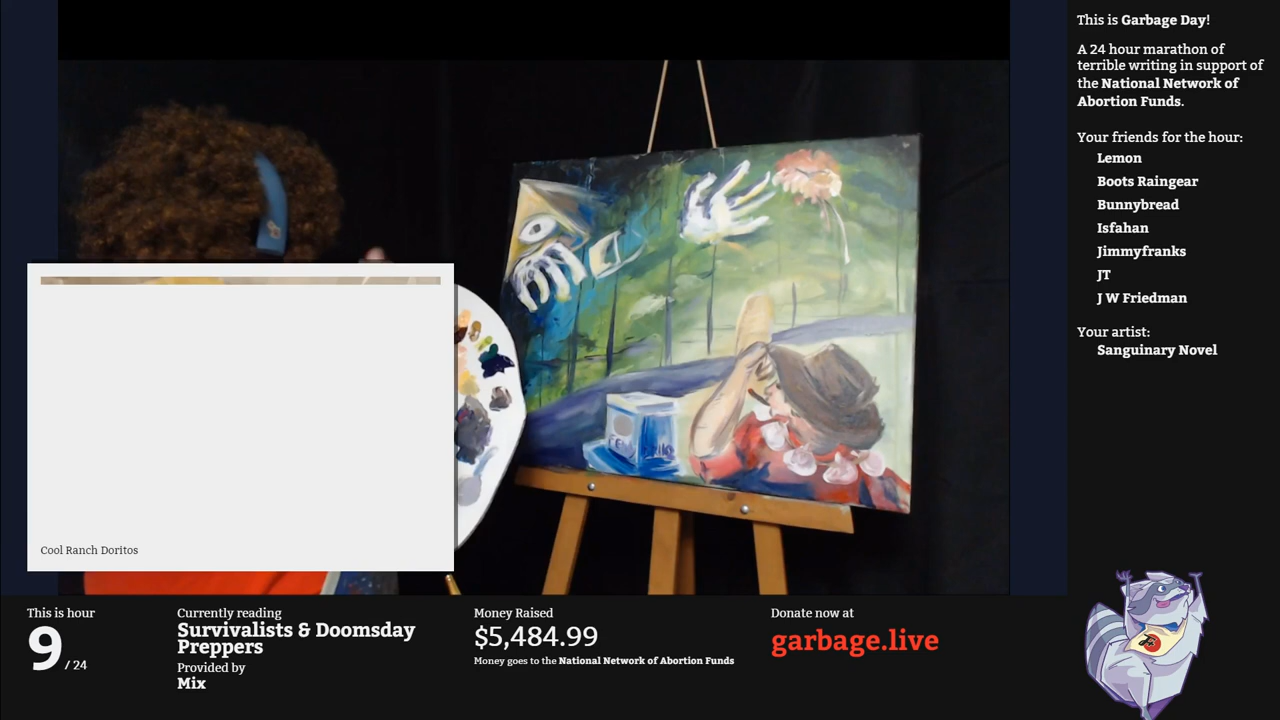 This is Garbage Day!
A 24 hour marathon of
terrible writing in support of
the National Network of
Abortion Funds.
Your friends for the hour:
Lemon
Boots Raingear
Bunnybread
Isfahan
Jimmyfranks
JT
J W Friedman
Your artist:
Sanguinary Novel
Cool Ranch Doritos
This is hour
9 / 24
Currently reading
Survivalists & Doomsday
Preppers
Provided by
Mix
Money Raised
$5,484.99
Money goes to the National Network of Abortion Funds
Donate now at
garbage.live